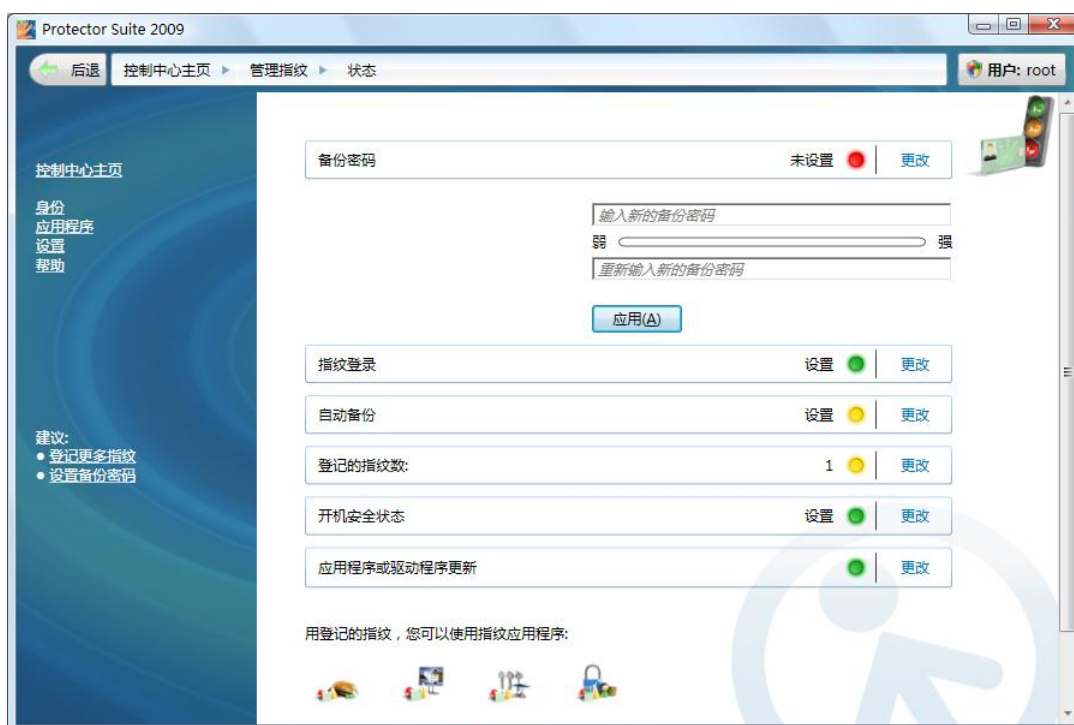 Protector Suite 2009
后退 控制中心主页 管理指纹 状态 用户: root
控制中心主页
身份
应用程序
设置
帮助
建议:
● 登记更多指纹
● 设置备份密码
备份密码 未设置 更改
输入新的备份密码
弱 强
重新输入新的备份密码
应用(A)
指纹登录 设置 更改
自动备份 设置 更改
登记的指纹数: 1 更改
开机安全状态 设置 更改
应用程序或驱动程序更新 更改
用登记的指纹，您可以使用指纹应用程序: